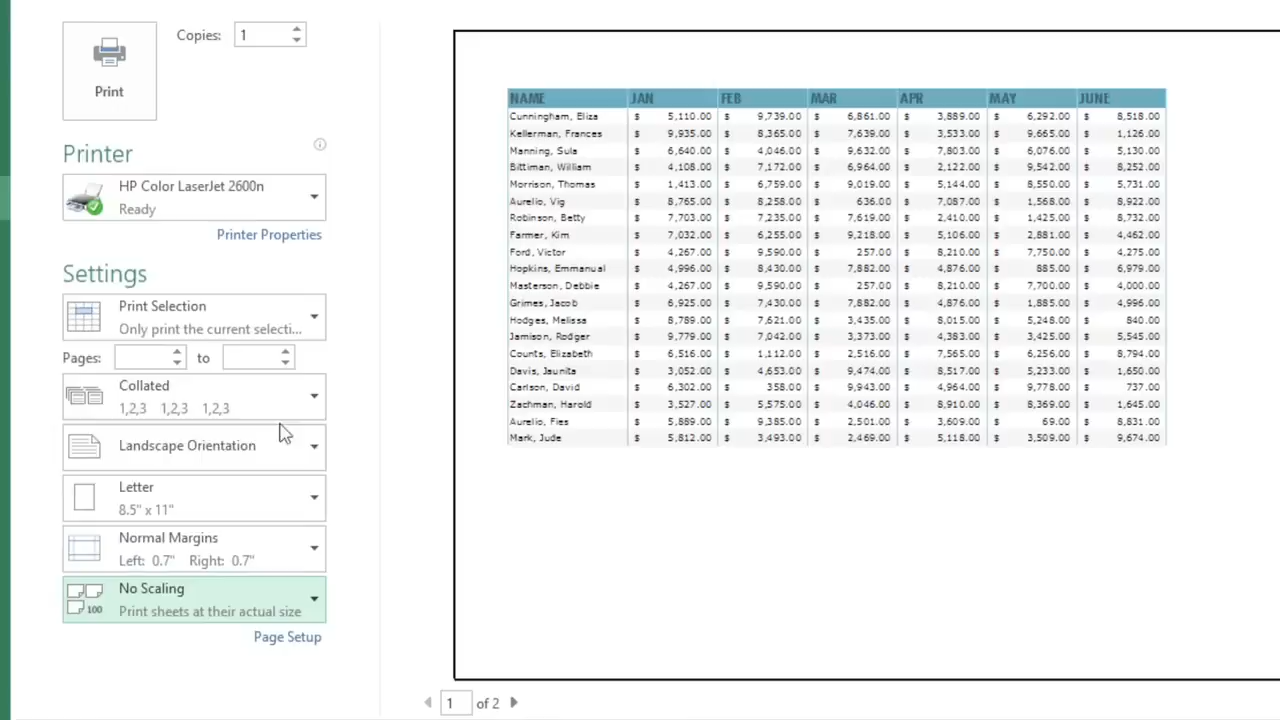 Copies: 1
Print
Printer
HP Color LaserJet 2600n
Ready
Printer Properties
Settings
Print Selection
Only print the current selecti...
Pages: to
Collated
1,2,3 1,2,3 1,2,3
Landscape Orientation
Letter
8.5" x 11"
Normal Margins
Left: 0.7" Right: 0.7"
No Scaling
100 Print sheets at their actual size
Page Setup
NAME JAN FEB MAR APR MAY JUNE
Cunningham, Eliza $ 5,110.00 $ 9,739.00 $ 6,861.00 $ 3,889.00 $ 6,292.00 $ 8,518.00
Kellerman, Frances $ 9,935.00 $ 8,365.00 $ 7,639.00 $ 3,533.00 $ 9,665.00 $ 1,126.00
Manning, Sula $ 6,640.00 $ 4,046.00 $ 9,632.00 $ 7,803.00 $ 6,076.00 $ 5,130.00
Bittiman, William $ 4,108.00 $ 7,172.00 $ 6,964.00 $ 2,122.00 $ 9,542.00 $ 8,252.00
Morrison, Thomas $ 1,413.00 $ 6,759.00 $ 9,019.00 $ 5,144.00 $ 8,550.00 $ 5,731.00
Aurelio, Vig $ 8,765.00 $ 8,258.00 $ 636.00 $ 7,087.00 $ 1,568.00 $ 8,922.00
Robinson, Betty $ 7,703.00 $ 7,235.00 $ 7,619.00 $ 2,410.00 $ 1,425.00 $ 8,732.00
Farmer, Kim $ 7,032.00 $ 6,255.00 $ 9,218.00 $ 5,106.00 $ 2,881.00 $ 4,462.00
Ford, Victor $ 4,267.00 $ 9,590.00 $ 257.00 $ 8,210.00 $ 7,750.00 $ 4,275.00
Hopkins, Emmanual $ 4,996.00 $ 8,430.00 $ 7,882.00 $ 4,876.00 $ 885.00 $ 6,979.00
Masterson, Debbie $ 4,267.00 $ 9,590.00 $ 257.00 $ 8,210.00 $ 7,700.00 $ 4,000.00
Grimes, Jacob $ 6,925.00 $ 7,430.00 $ 7,882.00 $ 4,876.00 $ 1,885.00 $ 4,996.00
Hodges, Melissa $ 8,789.00 $ 7,621.00 $ 3,435.00 $ 8,015.00 $ 5,248.00 $ 840.00
Jamison, Rodger $ 9,779.00 $ 7,042.00 $ 3,373.00 $ 4,383.00 $ 3,425.00 $ 5,545.00
Counts, Elizabeth $ 6,516.00 $ 1,112.00 $ 2,516.00 $ 7,565.00 $ 6,256.00 $ 8,794.00
Davis, Jaunita $ 3,052.00 $ 4,653.00 $ 9,474.00 $ 8,517.00 $ 5,233.00 $ 1,650.00
Carlson, David $ 6,302.00 $ 358.00 $ 9,943.00 $ 4,964.00 $ 9,778.00 $ 737.00
Zachman, Harold $ 3,527.00 $ 5,575.00 $ 4,046.00 $ 8,910.00 $ 8,369.00 $ 1,645.00
Aurelio, Fies $ 5,889.00 $ 9,385.00 $ 2,501.00 $ 3,609.00 $ 69.00 $ 8,831.00
Mark, Jude $ 5,812.00 $ 3,493.00 $ 2,469.00 $ 5,118.00 $ 3,509.00 $ 9,674.00
1 of 2